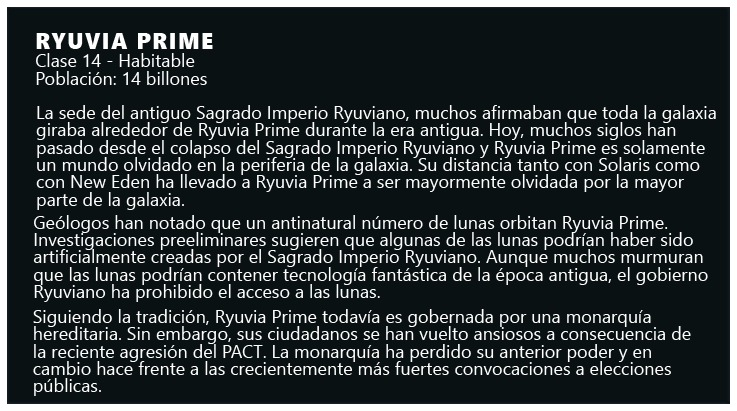 RYUVIA PRIME
Clase 14 - Habitable
Población: 14 billones
La sede del antiguo Sagrado Imperio Ryuviano, muchos afirmaban que toda la galaxia
giraba alrededor de Ryuvia Prime durante la era antigua. Hoy, muchos siglos han
pasado desde el colapso del Sagrado Imperio Ryuviano y Ryuvia Prime es solamente
un mundo olvidado en la periferia de la galaxia. Su distancia tanto con Solaris como
con New Eden ha llevado a Ryuvia Prime a ser mayormente olvidada por la mayor
parte de la galaxia.
Geólogos han notado que un antinatural número de lunas orbitan Ryuvia Prime.
Investigaciones preeliminares sugieren que algunas de las lunas podrían haber sido
artificialmente creadas por el Sagrado Imperio Ryuviano. Aunque muchos murmuran
que las lunas podrían contener tecnología fantástica de la época antigua, el gobierno
Ryuviano ha prohibido el acceso a las lunas.
Siguiendo la tradición, Ryuvia Prime todavía es gobernada por una monarquía
hereditaria. Sin embargo, sus ciudadanos se han vuelto ansiosos a consecuencia de
la reciente agresión del PACT. La monarquía ha perdido su anterior poder y en
cambio hace frente a las crecientemente más fuertes convocaciones a elecciones
públicas.